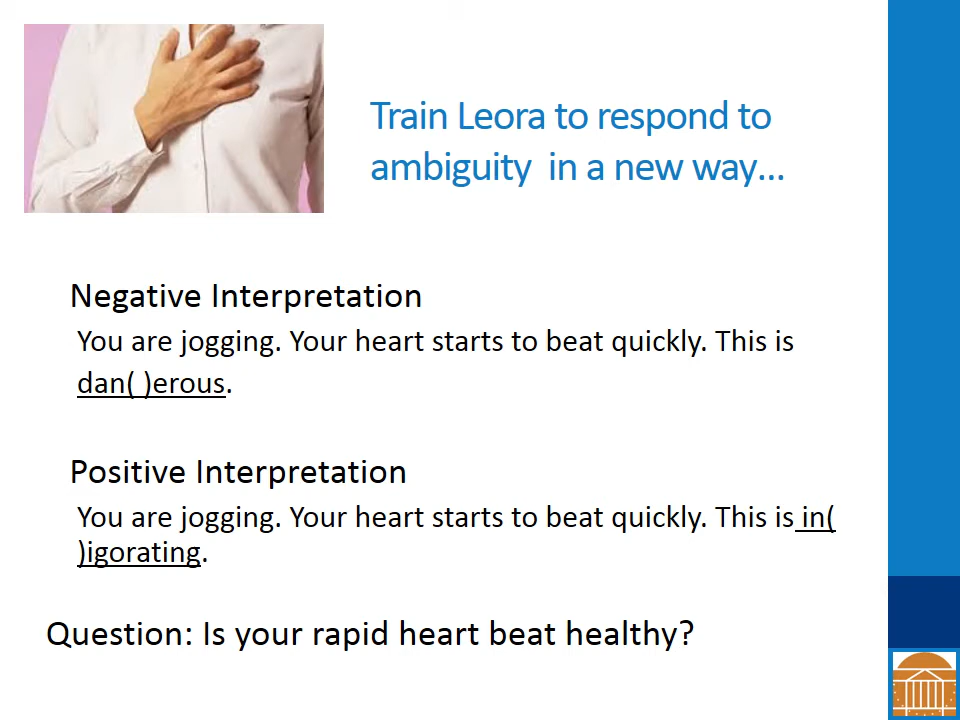 Train Leora to respond to
ambiguity  in a new way…
Negative Interpretation
You are jogging. Your heart starts to beat quickly. This is
dan( )erous.
Positive Interpretation
You are jogging. Your heart starts to beat quickly. This is in(
)igorating.
Question: Is your rapid heart beat healthy?